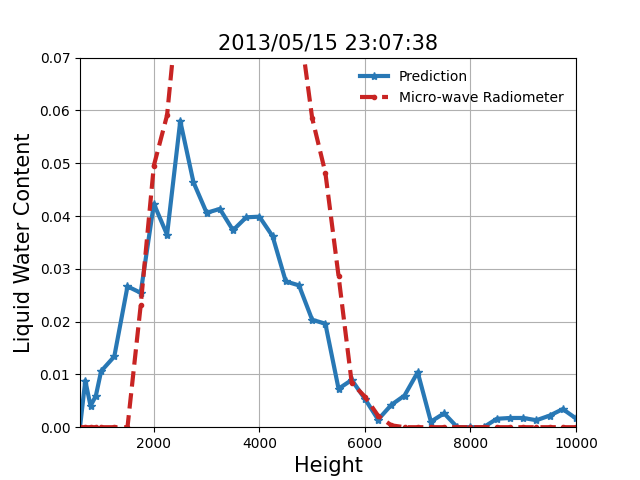 2013/05/15 23:07:38
0.07
0.06
0.05
0.04
0.03
0.02
0.01
0.00
Liquid Water Content
Prediction
Micro-wave Radiometer
2000 4000 6000 8000 10000
Height